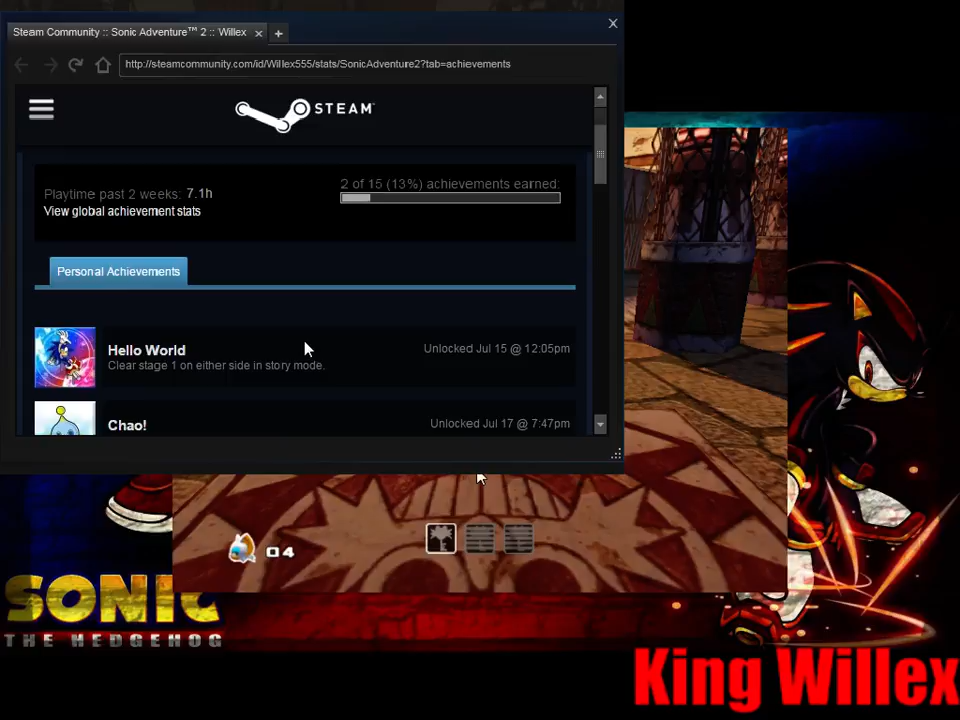 Steam Community :: Sonic Adventure™ 2 :: Willex
http://steamcommunity.com/id/Willex555/stats/SonicAdventure2?tab=achievements
STEAM™
Playtime past 2 weeks: 7.1h
2 of 15 (13%) achievements earned:
View global achievement stats
Personal Achievements
Hello World
Unlocked Jul 15 @ 12:05pm
Clear stage 1 on either side in story mode.
Chao!
Unlocked Jul 17 @ 7:47pm
04
SONIC
THE HEDGEHOG
King Willex